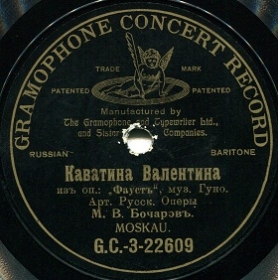 GRAMOPHONE CONCERT RECORD
TRADE MARK
PATENTED PATENTED
Manufactured by
The Gramophone and Typewriter Ltd.,
and Sister Companies.
RUSSIAN BARITONE
Каватина Валентина
изъ оп.: „Фаустъ", муз. Гуно.
Арт. Русск. Оперы
М. В. Бочаровъ.
MOSKAU.
G.C.-3-22609